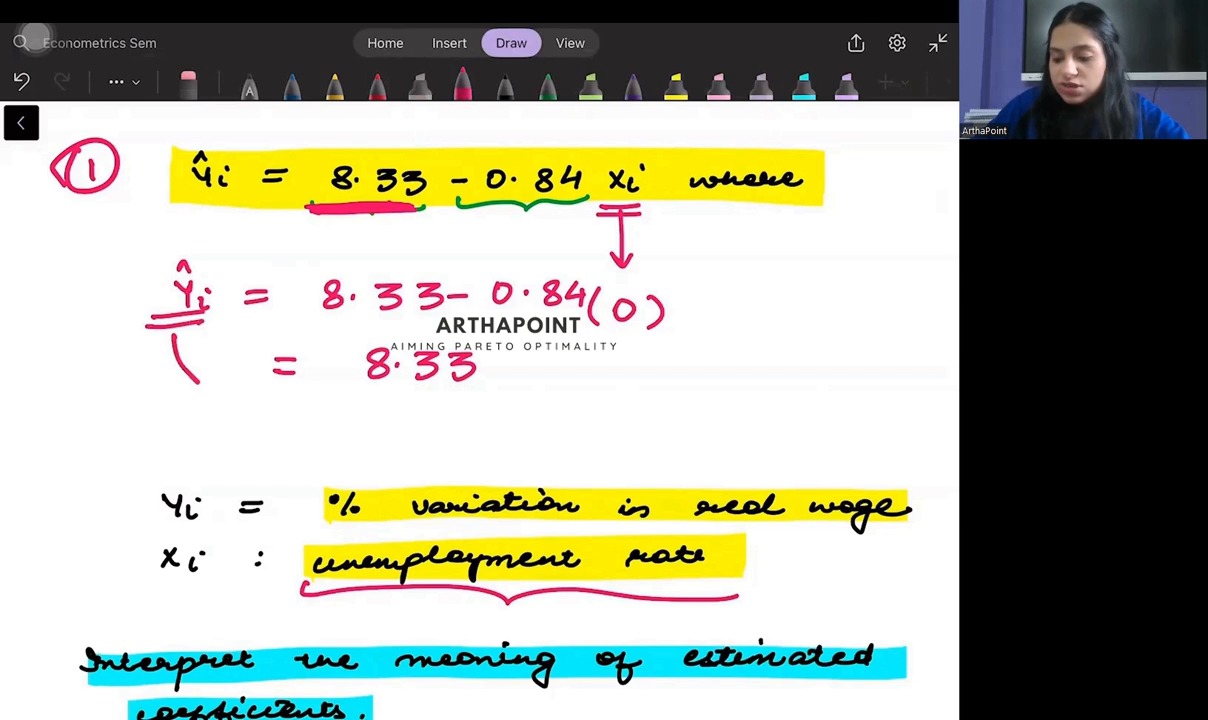 Econometrics Sem
Home Insert Draw View
ArthaPoint
1
Ŷi = 8.33 - 0.84 Xi where
Ŷi = 8.33 - 0.84 (0)
ARTHAPOINT
AIMING PARETO OPTIMALITY
= 8.33
Yi = % variation in real wage
Xi : unemployment rate
Interpret the meaning of estimated
coefficients.